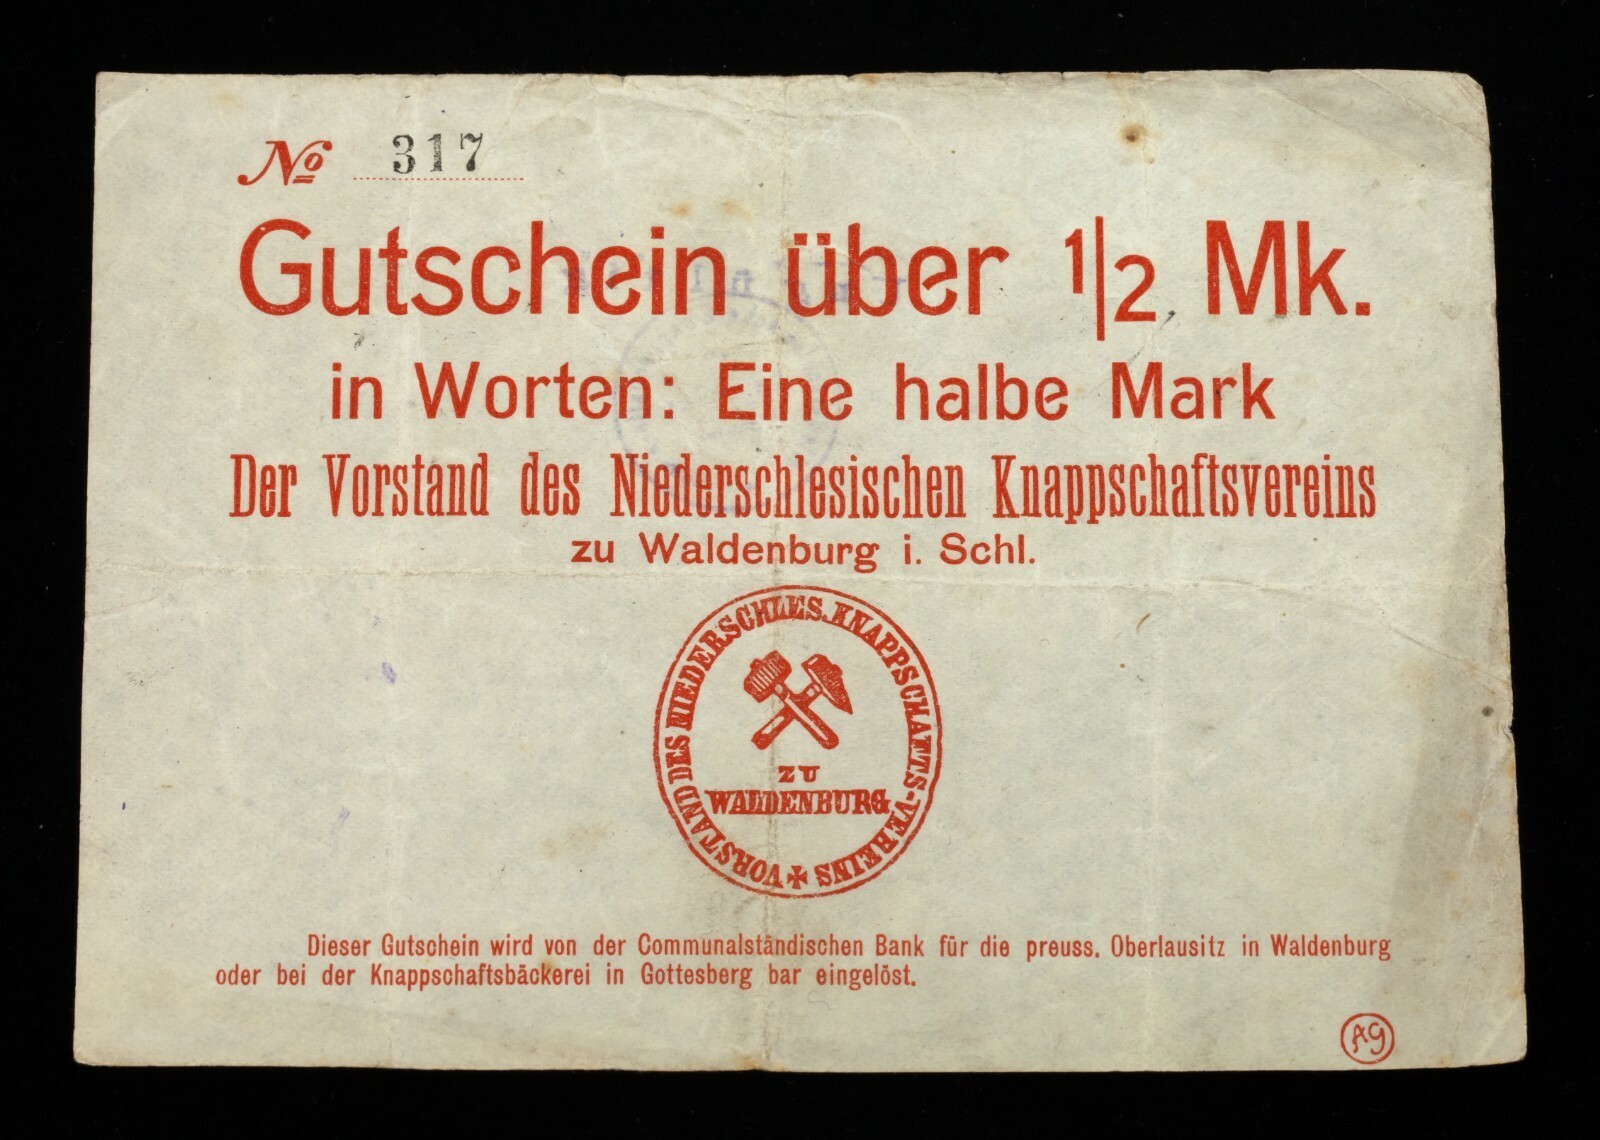 No 317
Gutschein über 1/2 Mk.
in Worten: Eine halbe Mark
Der Vorstand des Niederschlesischen Knappschaftsvereins
zu Waldenburg i. Schl.
VORSTAND DES NIEDERSCHLES. KNAPPSCHAFTS-VEREINS
ZU
WALDENBURG
Dieser Gutschein wird von der Communalständischen Bank für die preuss. Oberlausitz in Waldenburg
oder bei der Knappschaftsbäckerei in Gottesberg bar eingelöst.
AG